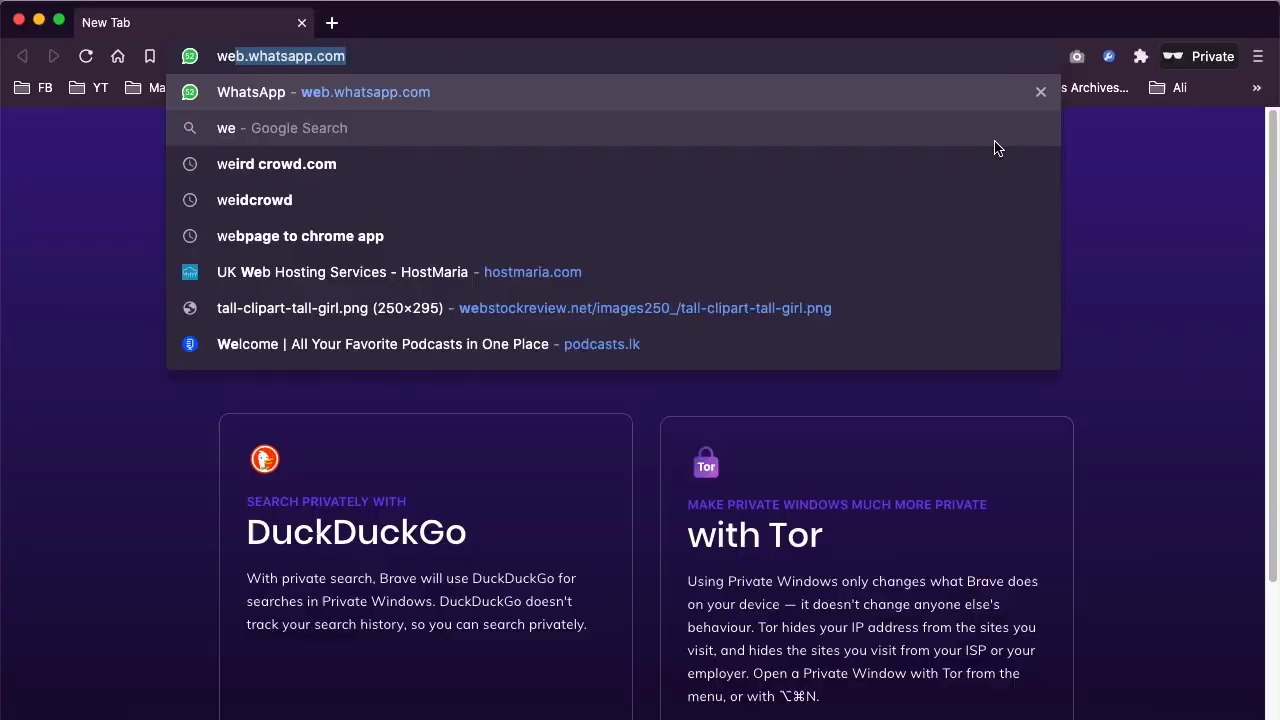 New Tab
web.whatsapp.com
Private
FB
YT
Ma
s Archives...
Ali
WhatsApp - web.whatsapp.com
we - Google Search
weird crowd.com
weidcrowd
webpage to chrome app
UK Web Hosting Services - HostMaria - hostmaria.com
tall-clipart-tall-girl.png (250×295) - webstockreview.net/images250_/tall-clipart-tall-girl.png
Welcome | All Your Favorite Podcasts in One Place - podcasts.lk
SEARCH PRIVATELY WITH
DuckDuckGo
With private search, Brave will use DuckDuckGo for
searches in Private Windows. DuckDuckGo doesn't
track your search history, so you can search privately.
Tor
MAKE PRIVATE WINDOWS MUCH MORE PRIVATE
with Tor
Using Private Windows only changes what Brave does
on your device — it doesn't change anyone else's
behaviour. Tor hides your IP address from the sites you
visit, and hides the sites you visit from your ISP or your
employer. Open a Private Window with Tor from the
menu, or with ⌥⌘N.